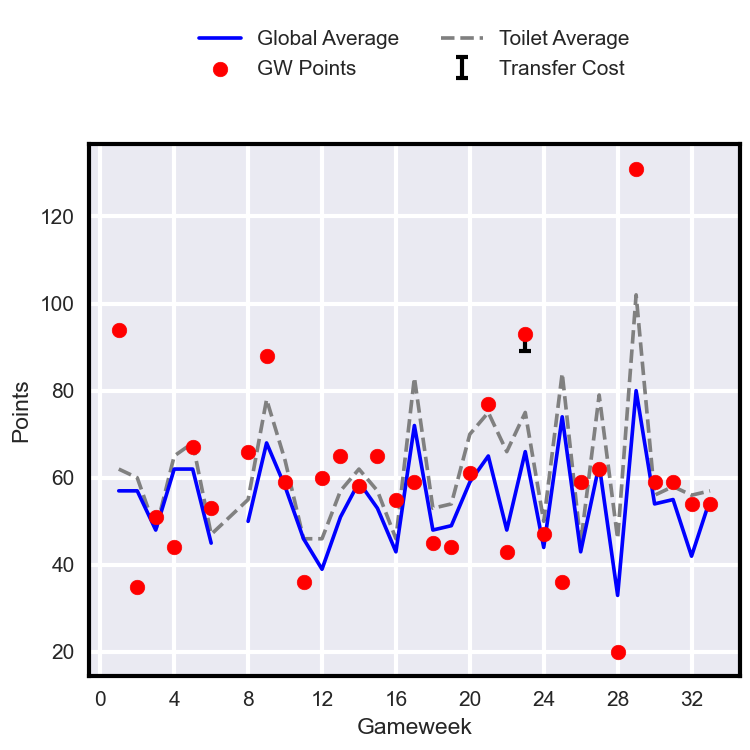 Global Average
Toilet Average
GW Points
Transfer Cost
120
100
80
60
40
20
Points
0 4 8 12 16 20 24 28 32
Gameweek